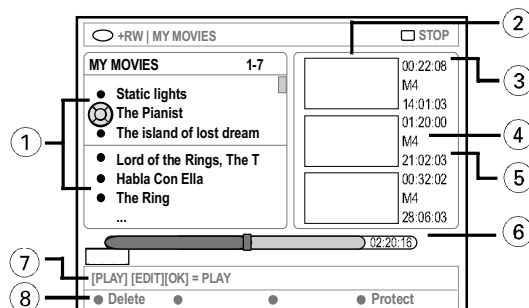 +RW | MY MOVIES
STOP
MY MOVIES 1-7
Static lights
The Pianist
The island of lost dream
Lord of the Rings, The T
Habla Con Ella
The Ring
...
00:22:08
M4
14:01:03
01:20:00
M4
21:02:03
00:32:02
M4
28:06:03
02:20:16
[PLAY] [EDIT][OK] = PLAY
Delete
Protect
1
2
3
4
5
6
7
8